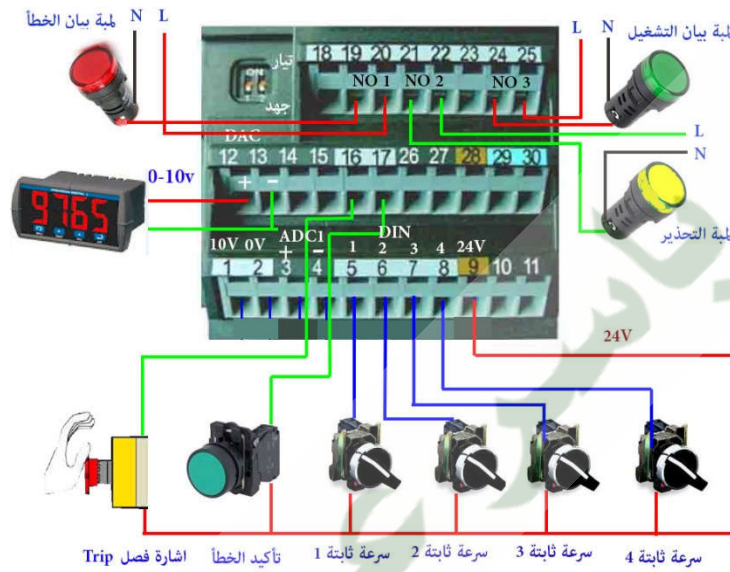 لمبة بيان الخطأ
N L
L N
لمبة بيان التشغيل
تيار
ON
1 2
جهد
18 19 20 21 22 23 24 25
NO 1 NO 2 NO 3
DAC
12 13 14 15 16 17 26 27 28 29 30
+ −
0-10v
9765
L
N
لمبة التحذير
10V 0V ADC1 DIN
+ − 1 2 3 4 24V
1 2 3 4 5 6 7 8 9 10 11
24V
اشارة فصل Trip
تأكيد الخطأ
سرعة ثابتة 1
سرعة ثابتة 2
سرعة ثابتة 3
سرعة ثابتة 4